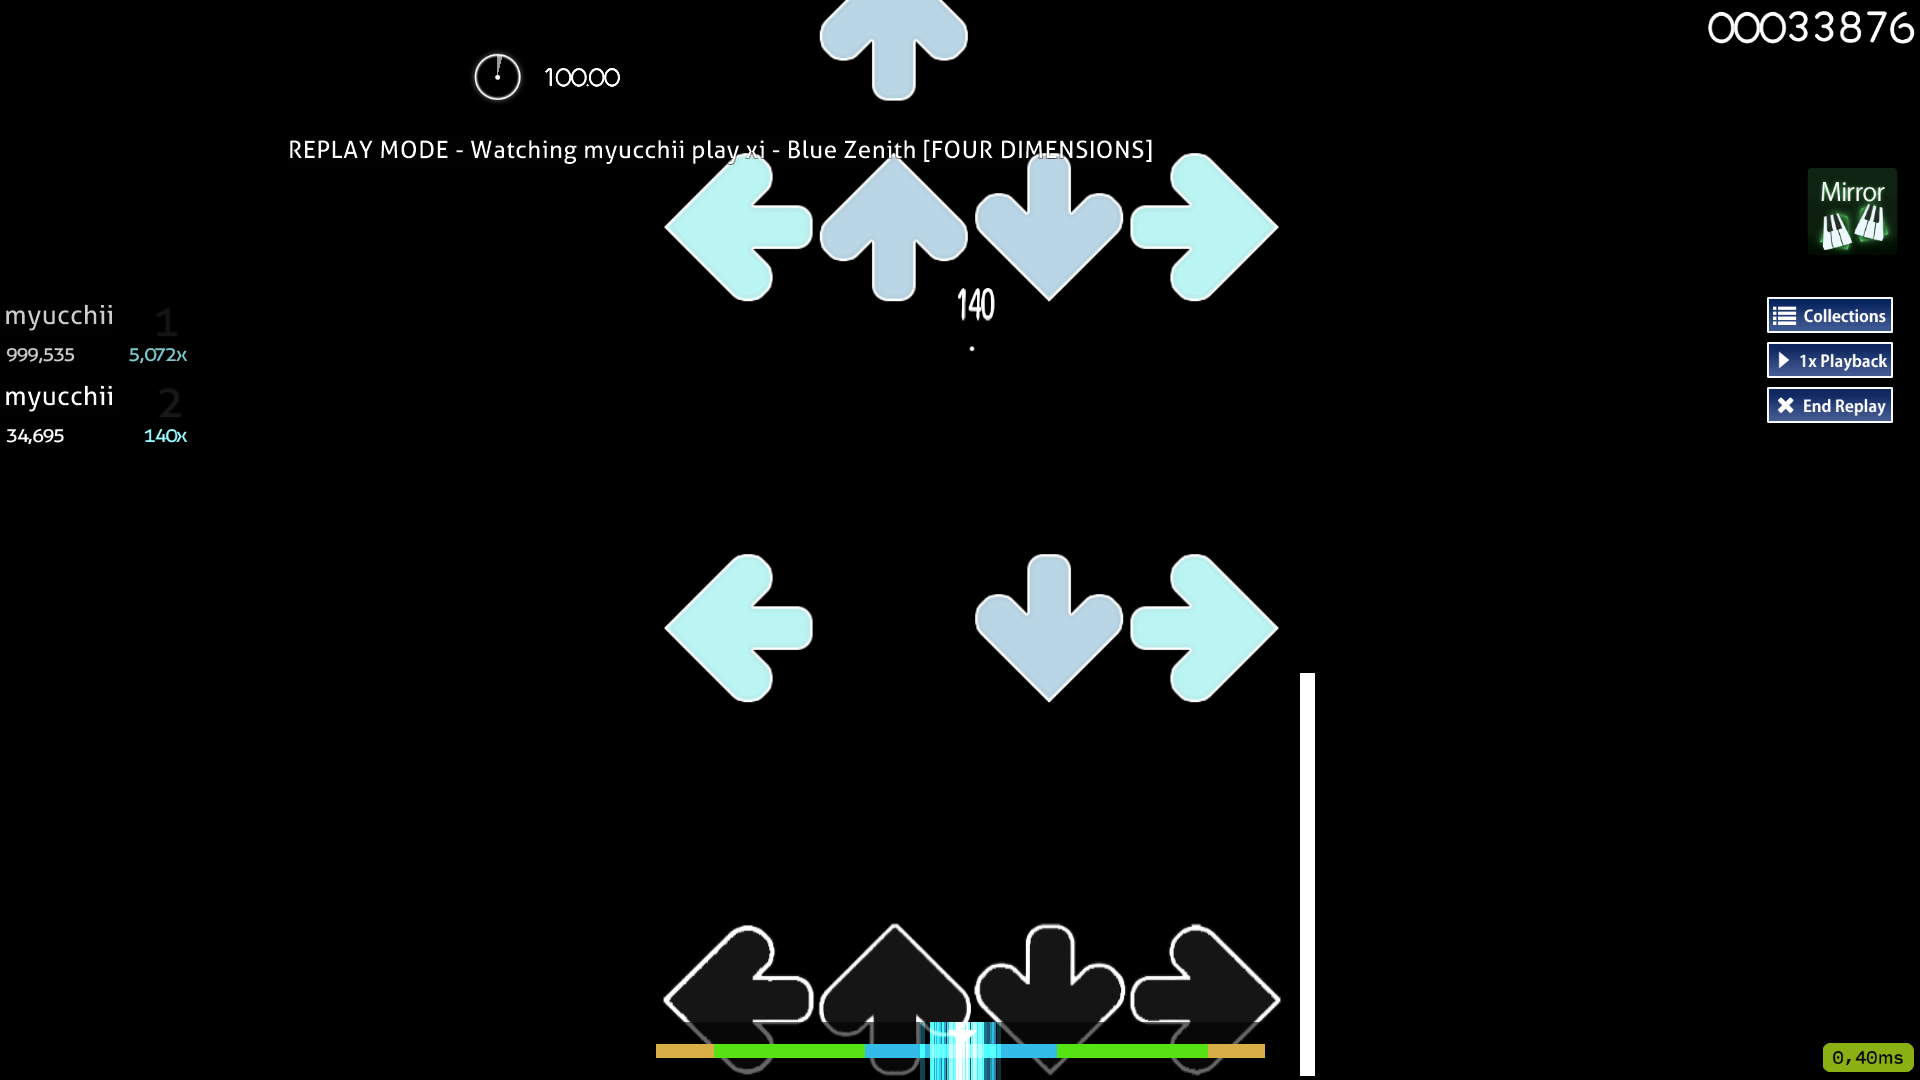 00033876
100.00
REPLAY MODE - Watching myucchii play xi - Blue Zenith [FOUR DIMENSIONS]
Mirror
140
myucchii 1
999,535 5,072x
myucchii 2
34,695 140x
Collections
1x Playback
End Replay
0,40ms